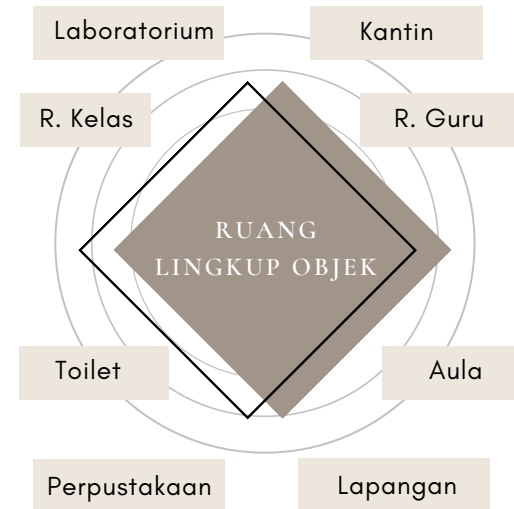 Laboratorium
Kantin
R. Kelas
R. Guru
RUANG
LINGKUP OBJEK
Toilet
Aula
Perpustakaan
Lapangan